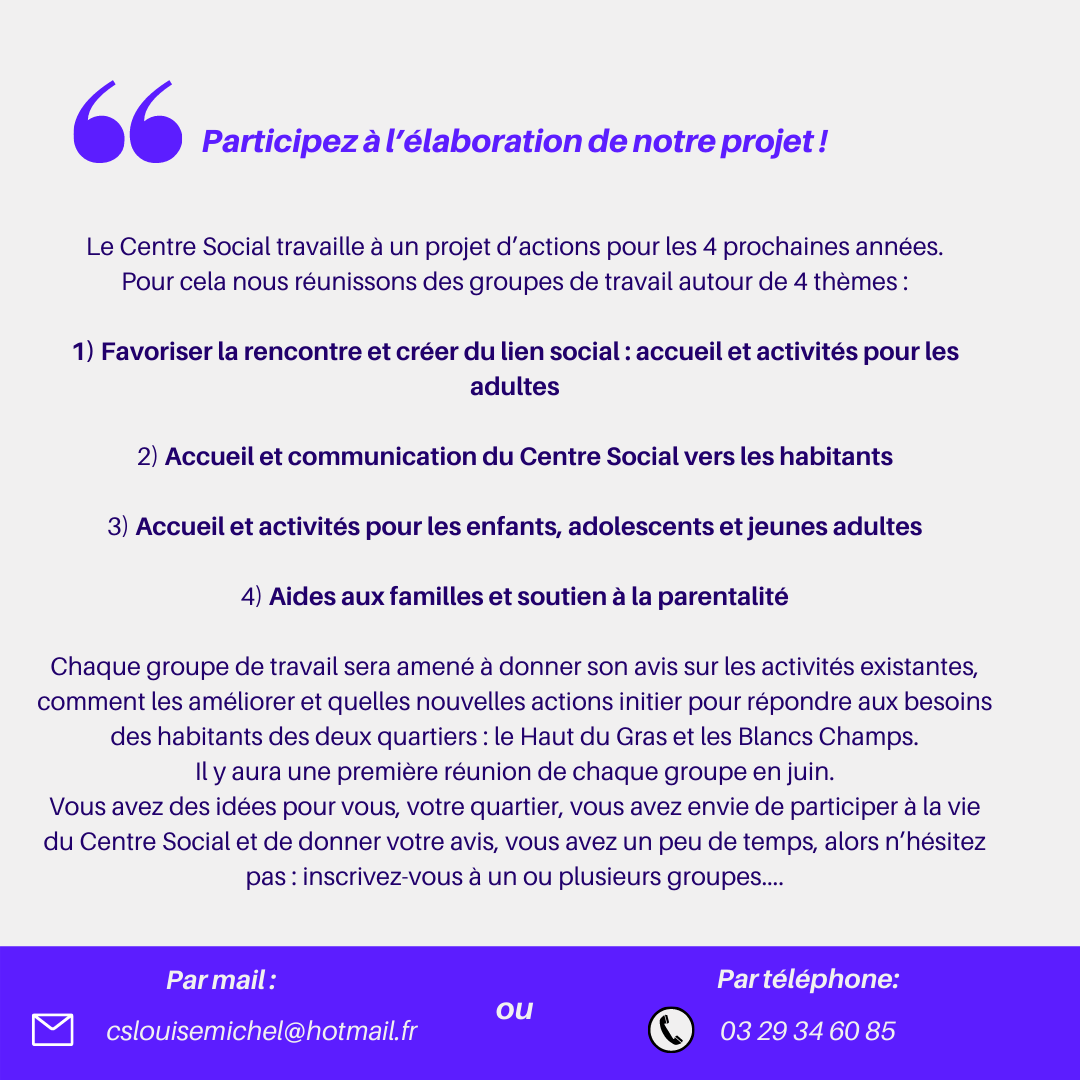 Participez à l’élaboration de notre projet !
Le Centre Social travaille à un projet d’actions pour les 4 prochaines années.
Pour cela nous réunissons des groupes de travail autour de 4 thèmes :
1) Favoriser la rencontre et créer du lien social : accueil et activités pour les
adultes
2) Accueil et communication du Centre Social vers les habitants
3) Accueil et activités pour les enfants, adolescents et jeunes adultes
4) Aides aux familles et soutien à la parentalité
Chaque groupe de travail sera amené à donner son avis sur les activités existantes,
comment les améliorer et quelles nouvelles actions initier pour répondre aux besoins
des habitants des deux quartiers : le Haut du Gras et les Blancs Champs.
Il y aura une première réunion de chaque groupe en juin.
Vous avez des idées pour vous, votre quartier, vous avez envie de participer à la vie
du Centre Social et de donner votre avis, vous avez un peu de temps, alors n’hésitez
pas : inscrivez-vous à un ou plusieurs groupes....
Par mail :
cslouisemichel@hotmail.fr
ou
Par téléphone:
03 29 34 60 85